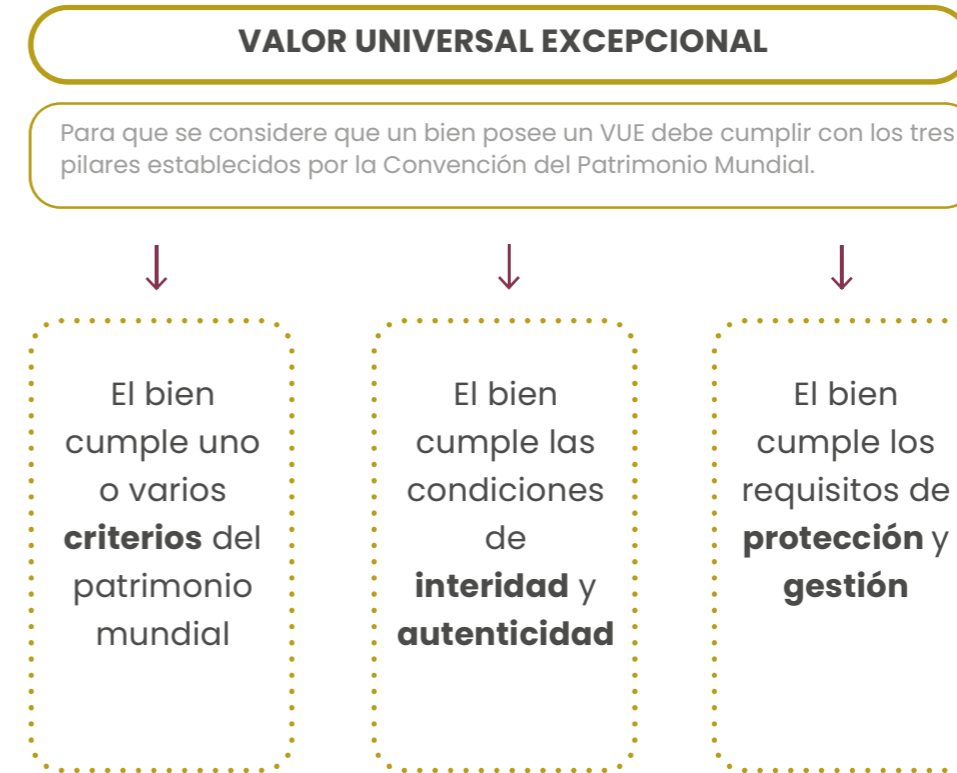 VALOR UNIVERSAL EXCEPCIONAL
Para que se considere que un bien posee un VUE debe cumplir con los tres
pilares establecidos por la Convención del Patrimonio Mundial.
El bien
cumple uno
o varios
criterios del
patrimonio
mundial
El bien
cumple las
condiciones
de
interidad y
autenticidad
El bien
cumple los
requisitos de
protección y
gestión